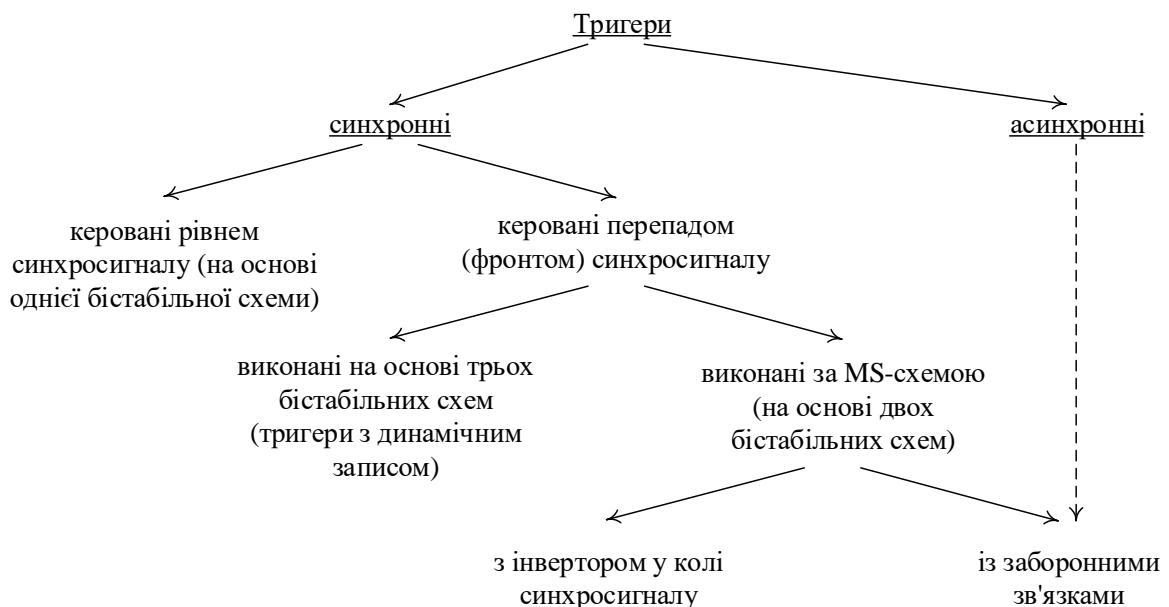 Тригери
синхронні
асинхронні
керовані рівнем
синхросигналу (на основі
однієї бістабільної схеми)
керовані перепадом
(фронтом) синхросигналу
виконані на основі трьох
бістабільних схем
(тригери з динамічним
записом)
виконані за MS-схемою
(на основі двох
бістабільних схем)
з інвертором у колі
синхросигналу
із заборонними
зв'язками